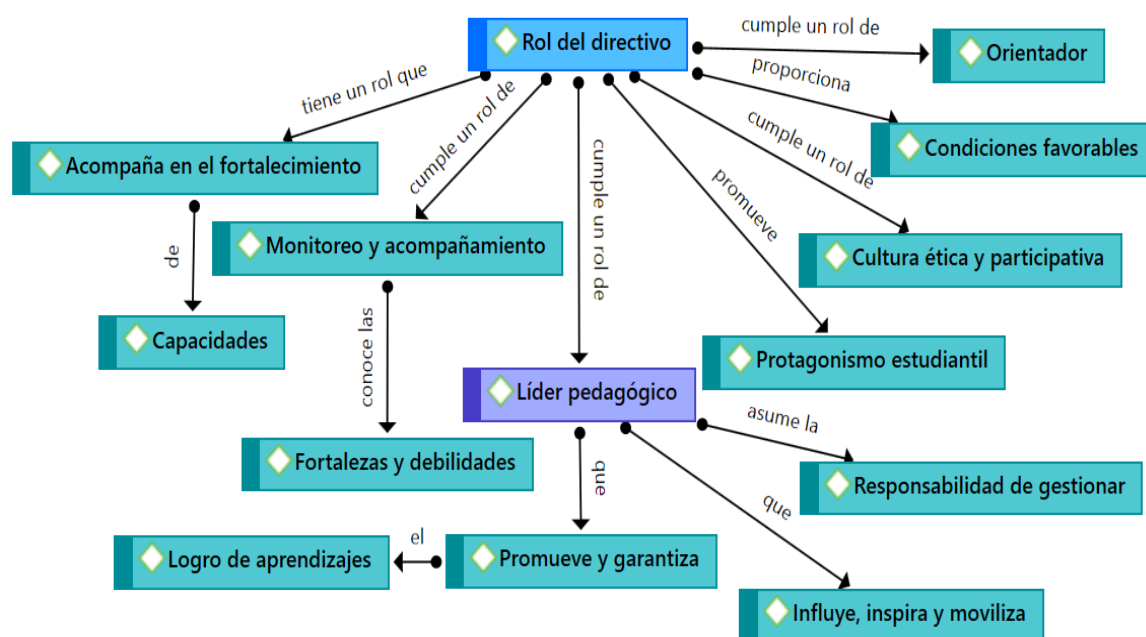 Rol del directivo
cumple un rol de
Orientador
proporciona
Condiciones favorables
tiene un rol que
Acompaña en el fortalecimiento
cumple un rol de
Monitoreo y acompañamiento
cumple un rol de
promueve
cumple un rol de
Cultura ética y participativa
de
Capacidades
conoce las
Protagonismo estudiantil
Líder pedagógico
asume la
Fortalezas y debilidades
que
que
Responsabilidad de gestionar
Logro de aprendizajes
el
Promueve y garantiza
Influye, inspira y moviliza